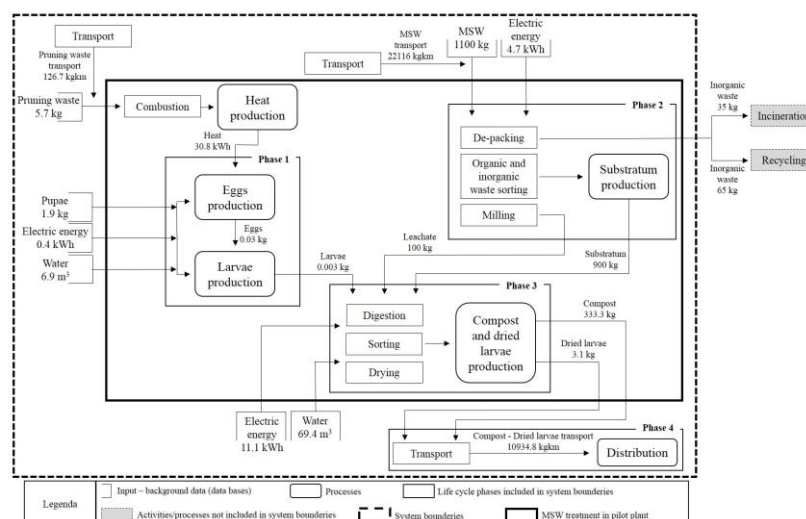 Transport
Pruning waste
transport
126.7 kgkm
Pruning waste
5.7 kg
Combustion
Heat
production
Heat
30.8 kWh
Transport
MSW
transport
22116 kgkm
MSW
1100 kg
Electric
energy
4.7 kWh
Phase 1
Eggs
production
Eggs
0.03 kg
Larvae
production
Pupae
1.9 kg
Electric energy
0.4 kWh
Water
6.9 m³
Larvae
0.003 kg
Phase 2
De-packing
Organic and
inorganic
waste sorting
Milling
Substratum
production
Inorganic
waste
35 kg
Incineration
Recycling
Inorganic
waste
65 kg
Leachate
100 kg
Substratum
900 kg
Phase 3
Digestion
Sorting
Drying
Compost
and dried
larvae
production
Compost
333.3 kg
Dried larvae
3.1 kg
Electric
energy
11.1 kWh
Water
69.4 m³
Phase 4
Transport
Compost - Dried larvae transport
10934.8 kgkm
Distribution
Legenda
Input – background data (data bases)
Processes
Life cycle phases included in system bounderies
Activities/processes not included in system bounderies
System bounderies
MSW treatment in pilot plant